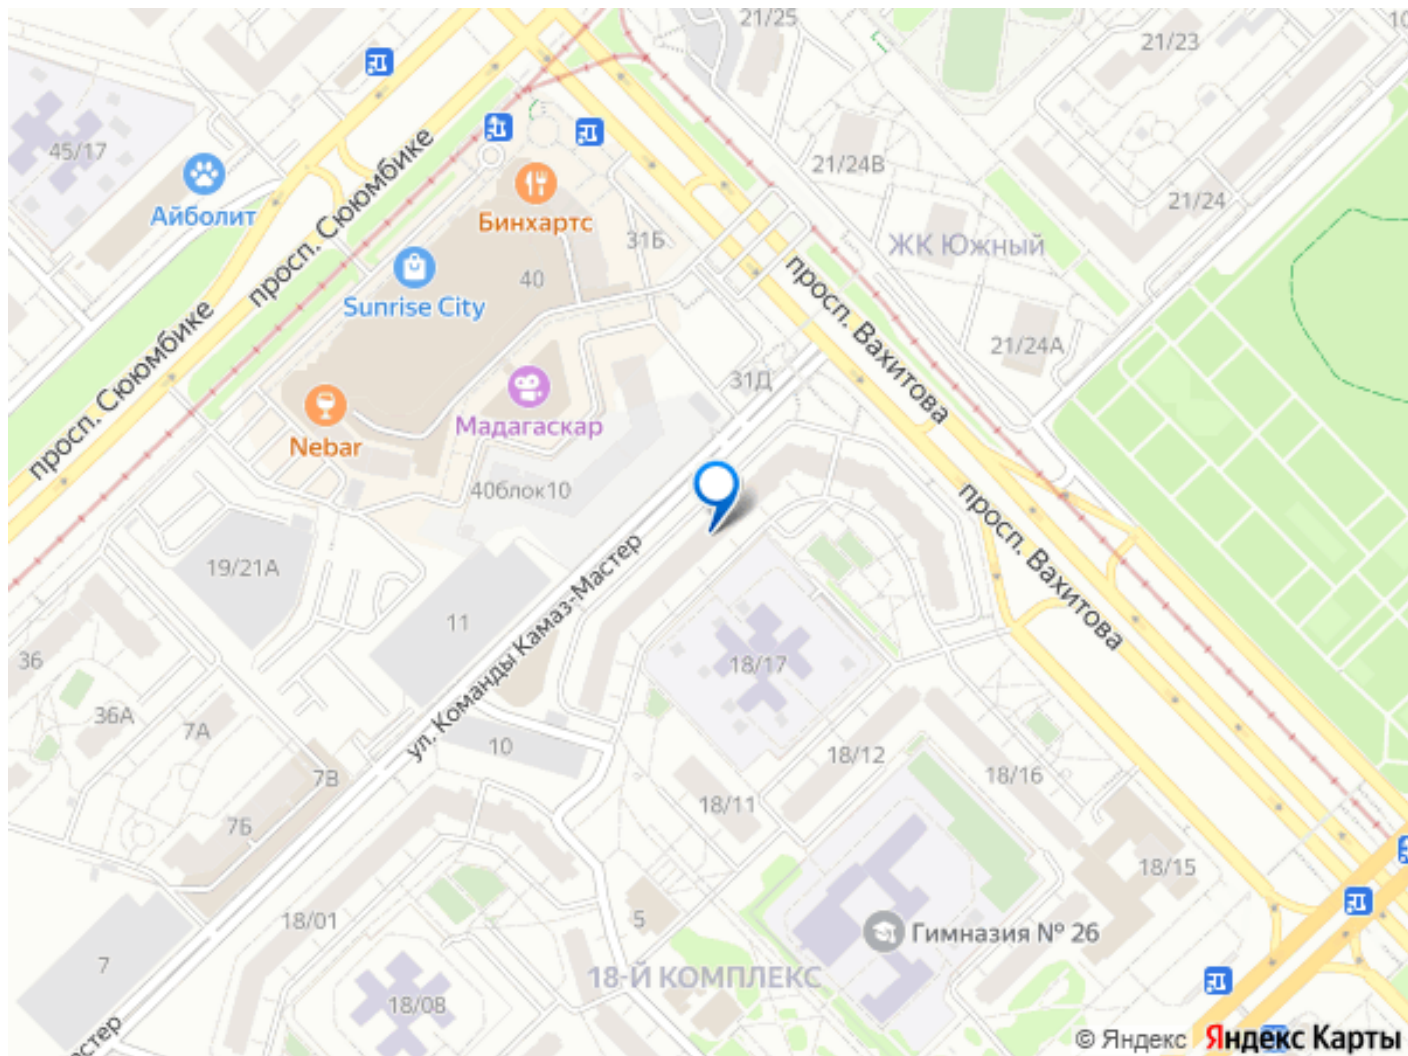 21/25
21/23
45/17
Айболит
просп. Сююмбике
Бинхартс
21/24В
21/24
31Б
ЖК Южный
40
Sunrise City
просп. Вахитова
просп. Сююмбике
21/24А
31Д
Мадагаскар
Nebar
40блок10
просп. Вахитова
19/21А
11
ул. Команды Камаз-Мастер
18/17
36
36А
7А
10
18/12
18/16
7В
18/11
7Б
18/15
18/01
5
Гимназия № 26
7
18-Й КОМПЛЕКС
18/08
© Яндекс Яндекс Карты